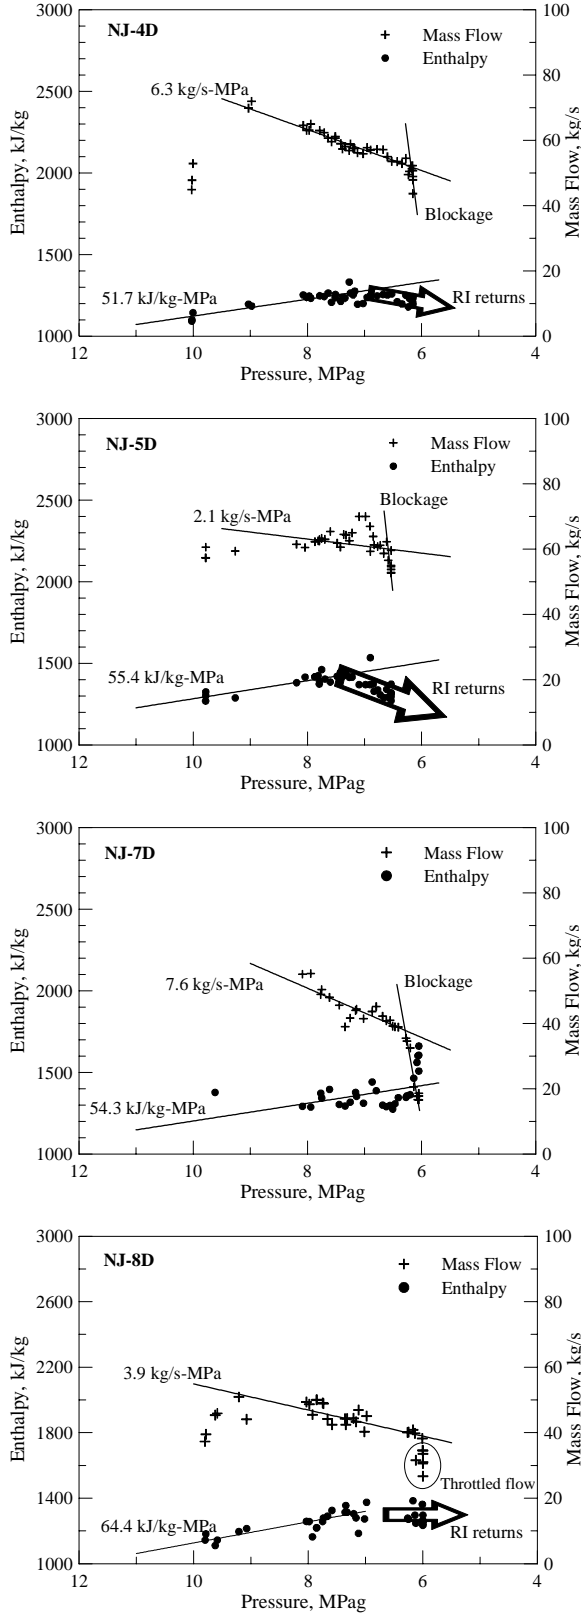 NJ-4D
Mass Flow
Enthalpy
6.3 kg/s-MPa
Blockage
51.7 kJ/kg-MPa
RI returns
3000
2500
2000
1500
1000
Enthalpy, kJ/kg
100
80
60
40
20
0
Mass Flow, kg/s
12 10 8 6 4
Pressure, MPag
NJ-5D
Mass Flow
Enthalpy
Blockage
2.1 kg/s-MPa
55.4 kJ/kg-MPa
RI returns
3000
2500
2000
1500
1000
Enthalpy, kJ/kg
100
80
60
40
20
0
Mass Flow, kg/s
12 10 8 6 4
Pressure, MPag
NJ-7D
Mass Flow
Enthalpy
7.6 kg/s-MPa
Blockage
54.3 kJ/kg-MPa
3000
2500
2000
1500
1000
Enthalpy, kJ/kg
100
80
60
40
20
0
Mass Flow, kg/s
12 10 8 6 4
Pressure, MPag
NJ-8D
Mass Flow
Enthalpy
3.9 kg/s-MPa
Throttled flow
64.4 kJ/kg-MPa
RI returns
3000
2600
2200
1800
1400
1000
Enthalpy, kJ/kg
100
80
60
40
20
0
Mass Flow, kg/s
12 10 8 6 4
Pressure, MPag